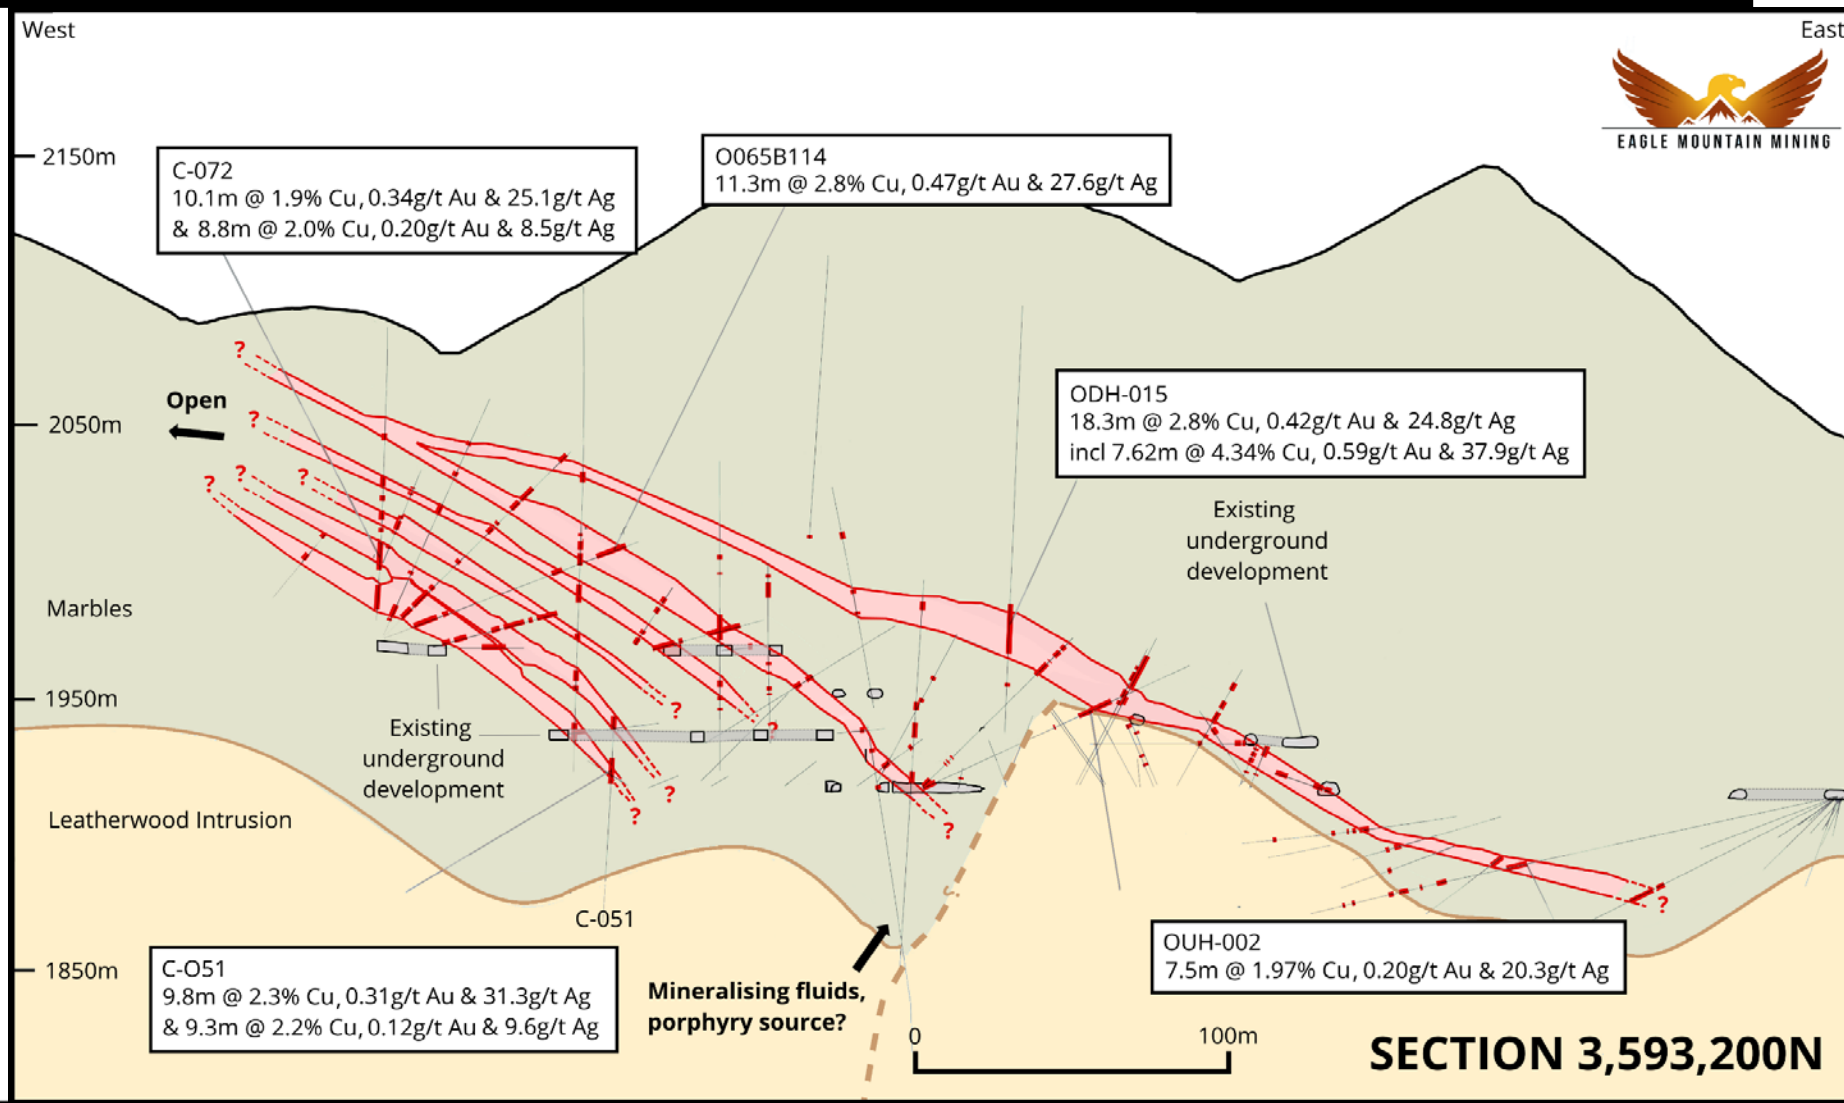 West
East
EAGLE MOUNTAIN MINING
2150m
C-072
10.1m @ 1.9% Cu, 0.34g/t Au & 25.1g/t Ag
& 8.8m @ 2.0% Cu, 0.20g/t Au & 8.5g/t Ag
O065B114
11.3m @ 2.8% Cu, 0.47g/t Au & 27.6g/t Ag
?
Open
?
2050m
ODH-015
18.3m @ 2.8% Cu, 0.42g/t Au & 24.8g/t Ag
incl 7.62m @ 4.34% Cu, 0.59g/t Au & 37.9g/t Ag
?
?
?
Existing
underground
development
Marbles
1950m
?
?
Existing
underground
development
?
?
?
Leatherwood Intrusion
?
C-051
C-O51
9.8m @ 2.3% Cu, 0.31g/t Au & 31.3g/t Ag
& 9.3m @ 2.2% Cu, 0.12g/t Au & 9.6g/t Ag
1850m
Mineralising fluids,
porphyry source?
OUH-002
7.5m @ 1.97% Cu, 0.20g/t Au & 20.3g/t Ag
0
100m
SECTION 3,593,200N